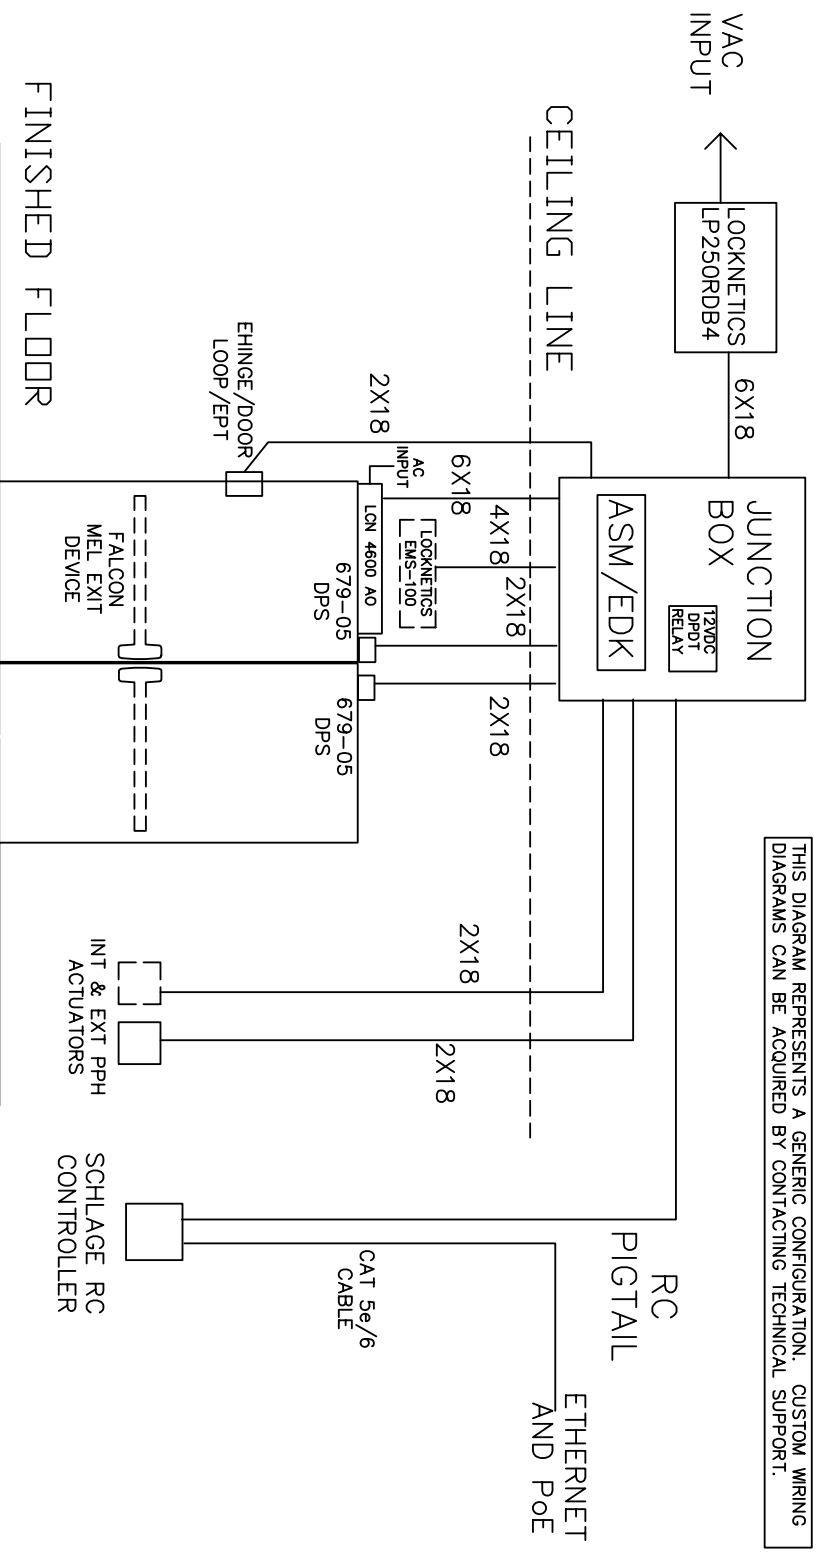 THIS DIAGRAM REPRESENTS A GENERIC CONFIGURATION.  CUSTOM WIRING
DIAGRAMS CAN BE ACQUIRED BY CONTACTING TECHNICAL SUPPORT.
VAC
INPUT
LOCKNETICS
LP250RDB4
6X18
JUNCTION
BOX
12VDC
DPDT
RELAY
ASM/EDK
RC
PIGTAIL
ETHERNET
AND PoE
CEILING LINE
2X18
6X18
4X18
2X18
2X18
2X18
2X18
AC
INPUT
LOCKNETICS
EMS-100
LCN 4600 AO
679-05
DPS
679-05
DPS
CAT 5e/6
CABLE
EHINGE/DOOR
LOOP/EPT
FALCON
MEL EXIT
DEVICE
INT & EXT PPH
ACTUATORS
SCHLAGE RC
CONTROLLER
FINISHED FLOOR